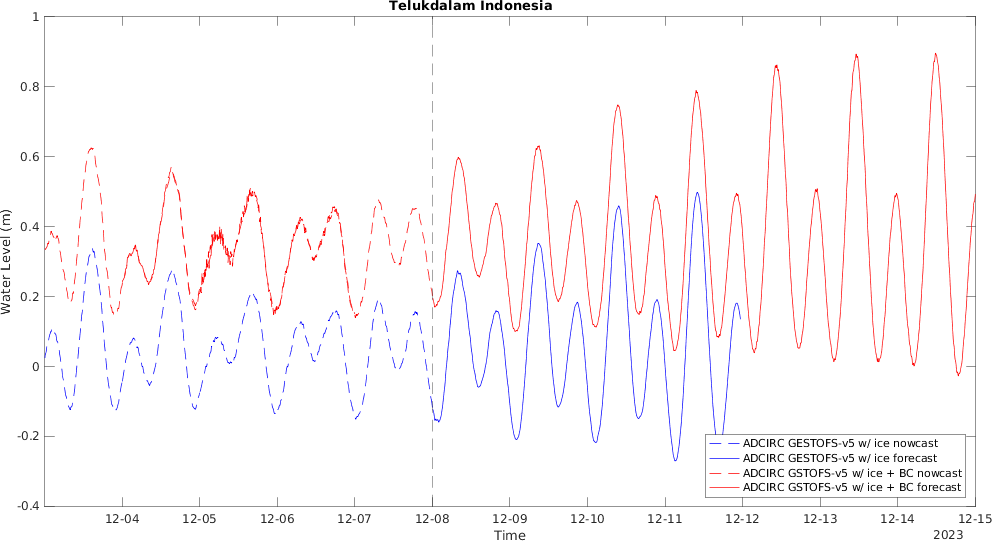 Telukdalam Indonesia
1
0.8
0.6
0.4
0.2
0
-0.2
-0.4
Water Level (m)
12-04 12-05 12-06 12-07 12-08 12-09 12-10 12-11 12-12 12-13 12-14 12-15
Time
2023
ADCIRC GESTOFS-v5 w/ ice nowcast
ADCIRC GESTOFS-v5 w/ ice forecast
ADCIRC GSTOFS-v5 w/ ice + BC nowcast
ADCIRC GSTOFS-v5 w/ ice + BC forecast